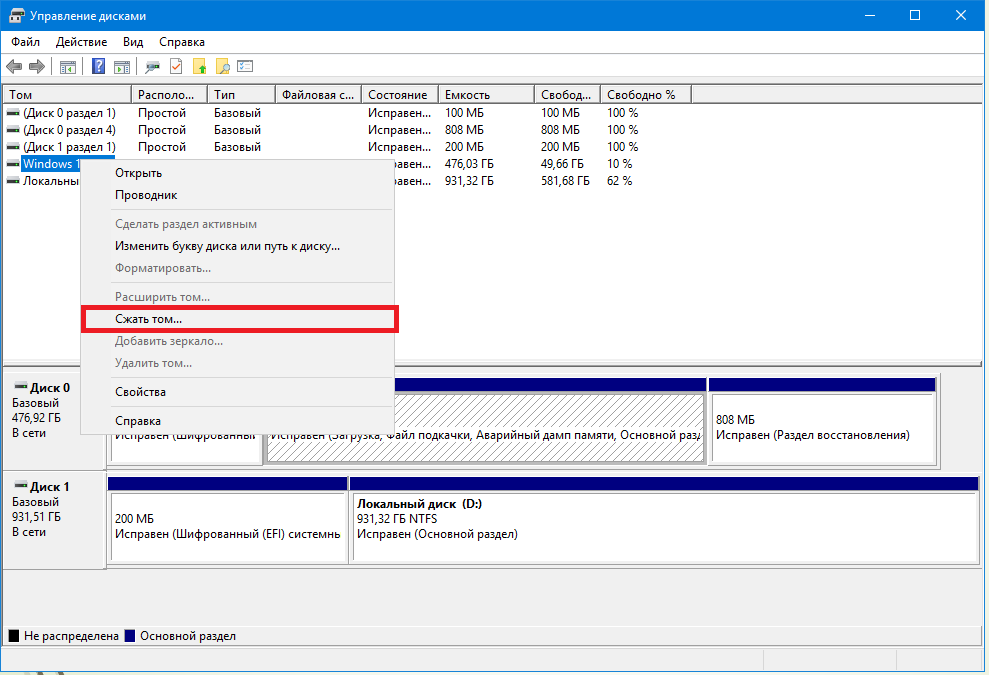 Управление дисками
Файл Действие Вид Справка
Том Располо... Тип Файловая с... Состояние Емкость Свобод... Свободно %
(Диск 0 раздел 1) Простой Базовый Исправен... 100 МБ 100 МБ 100 %
(Диск 0 раздел 4) Простой Базовый Исправен... 808 МБ 808 МБ 100 %
(Диск 1 раздел 1) Простой Базовый Исправен... 200 МБ 200 МБ 100 %
Windows 1 равен... 476,03 ГБ 49,66 ГБ 10 %
Локальны равен... 931,32 ГБ 581,68 ГБ 62 %
Открыть
Проводник
Сделать раздел активным
Изменить букву диска или путь к диску...
Форматировать...
Расширить том...
Сжать том...
Добавить зеркало...
Удалить том...
Свойства
Справка
Диск 0
Базовый
476,92 ГБ
В сети
Исправен (Шифрованный
Исправен (Загрузка, Файл подкачки, Аварийный дамп памяти, Основной разд
808 МБ
Исправен (Раздел восстановления)
Диск 1
Базовый
931,51 ГБ
В сети
200 МБ
Исправен (Шифрованный (EFI) системнь
Локальный диск (D:)
931,32 ГБ NTFS
Исправен (Основной раздел)
Не распределена Основной раздел